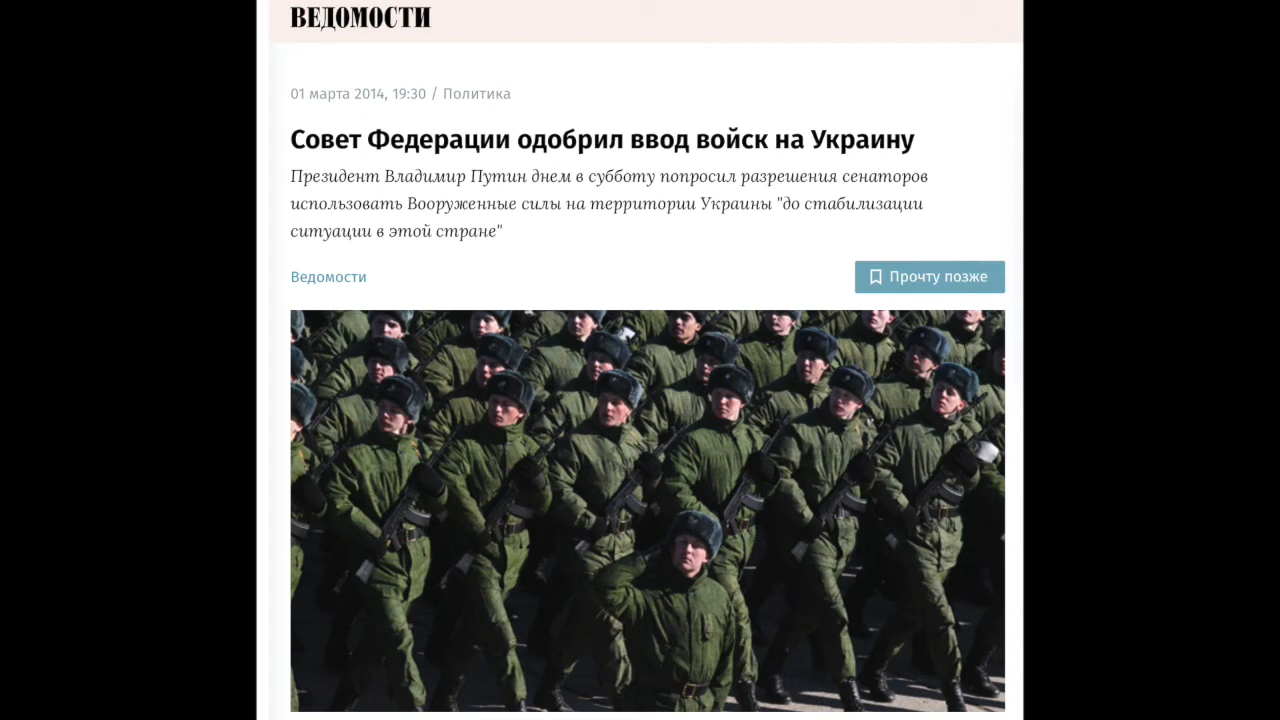 ВЕДОМОСТИ
01 марта 2014, 19:30 / Политика
Совет Федерации одобрил ввод войск на Украину
Президент Владимир Путин днем в субботу попросил разрешения сенаторов
использовать Вооруженные силы на территории Украины "до стабилизации
ситуации в этой стране"
Ведомости
Прочту позже